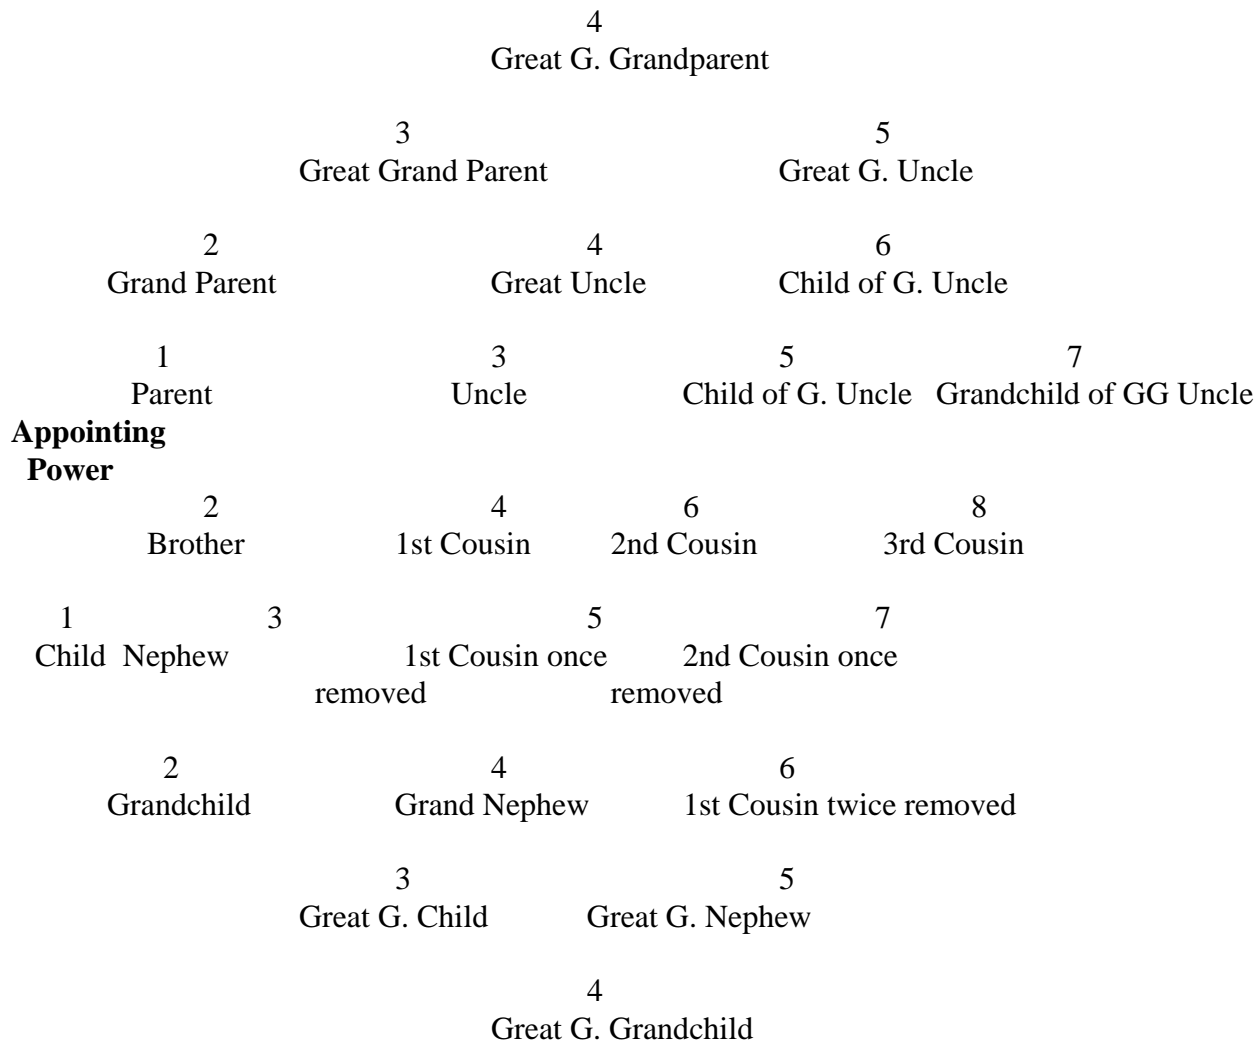 4
Great G. Grandparent
3 5
Great Grand Parent Great G. Uncle
2 4 6
Grand Parent Great Uncle Child of G. Uncle
1 3 5 7
Parent Uncle Child of G. Uncle Grandchild of GG Uncle
Appointing
Power
2 4 6 8
Brother 1st Cousin 2nd Cousin 3rd Cousin
1 3 5 7
Child Nephew 1st Cousin once 2nd Cousin once
removed removed
2 4 6
Grandchild Grand Nephew 1st Cousin twice removed
3 5
Great G. Child Great G. Nephew
4
Great G. Grandchild